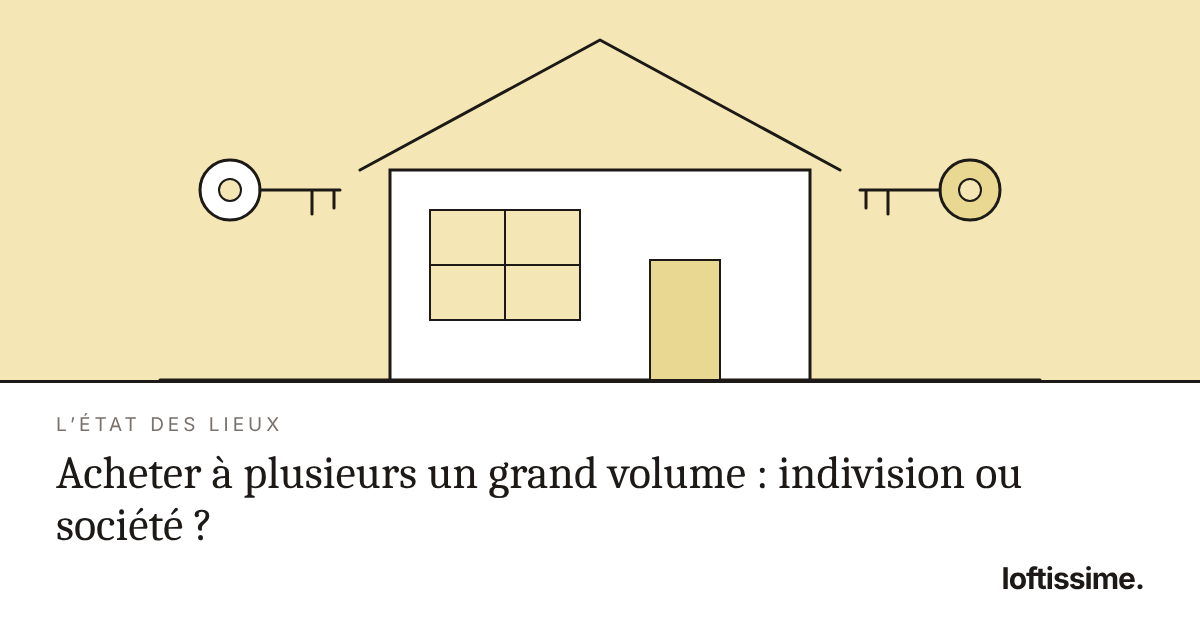 L’ÉTAT DES LIEUX
Acheter à plusieurs un grand volume : indivision ou
société ?
loftissime.